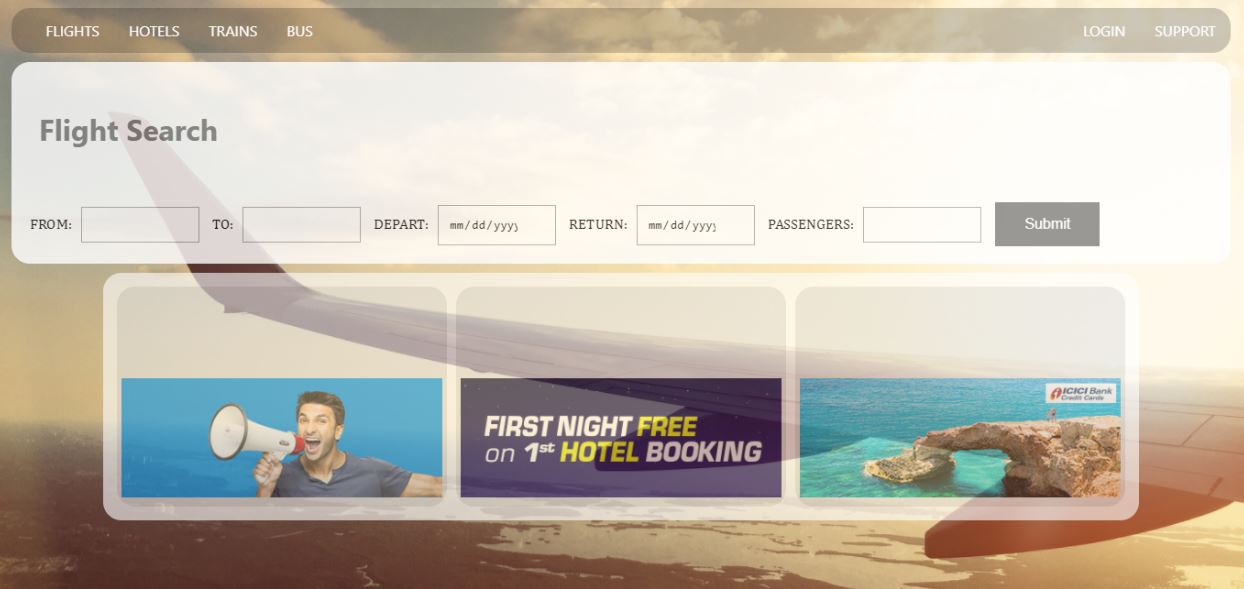 FLIGHTS HOTELS TRAINS BUS LOGIN SUPPORT
Flight Search
FROM: TO: DEPART: mm/dd/yyyy RETURN: mm/dd/yyyy PASSENGERS: Submit
ICICI Bank
Credit Cards
FIRST NIGHT FREE
on 1st HOTEL BOOKING